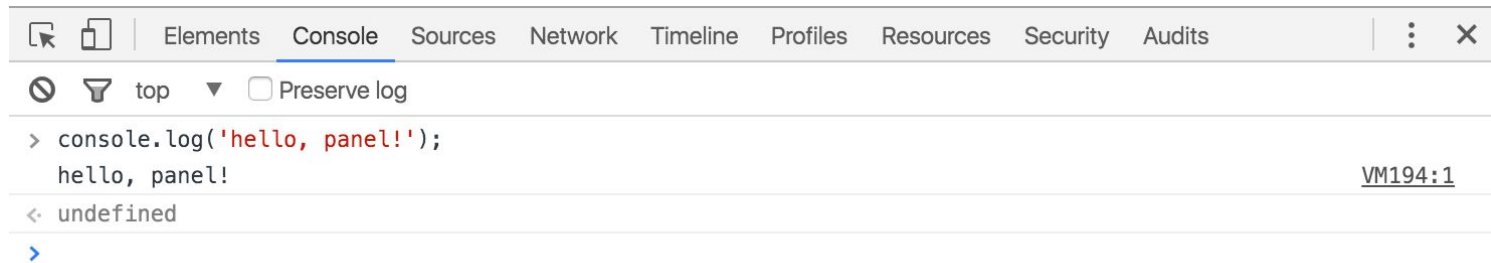 Elements Console Sources Network Timeline Profiles Resources Security Audits
top Preserve log
> console.log('hello, panel!');
hello, panel! VM194:1
undefined
>